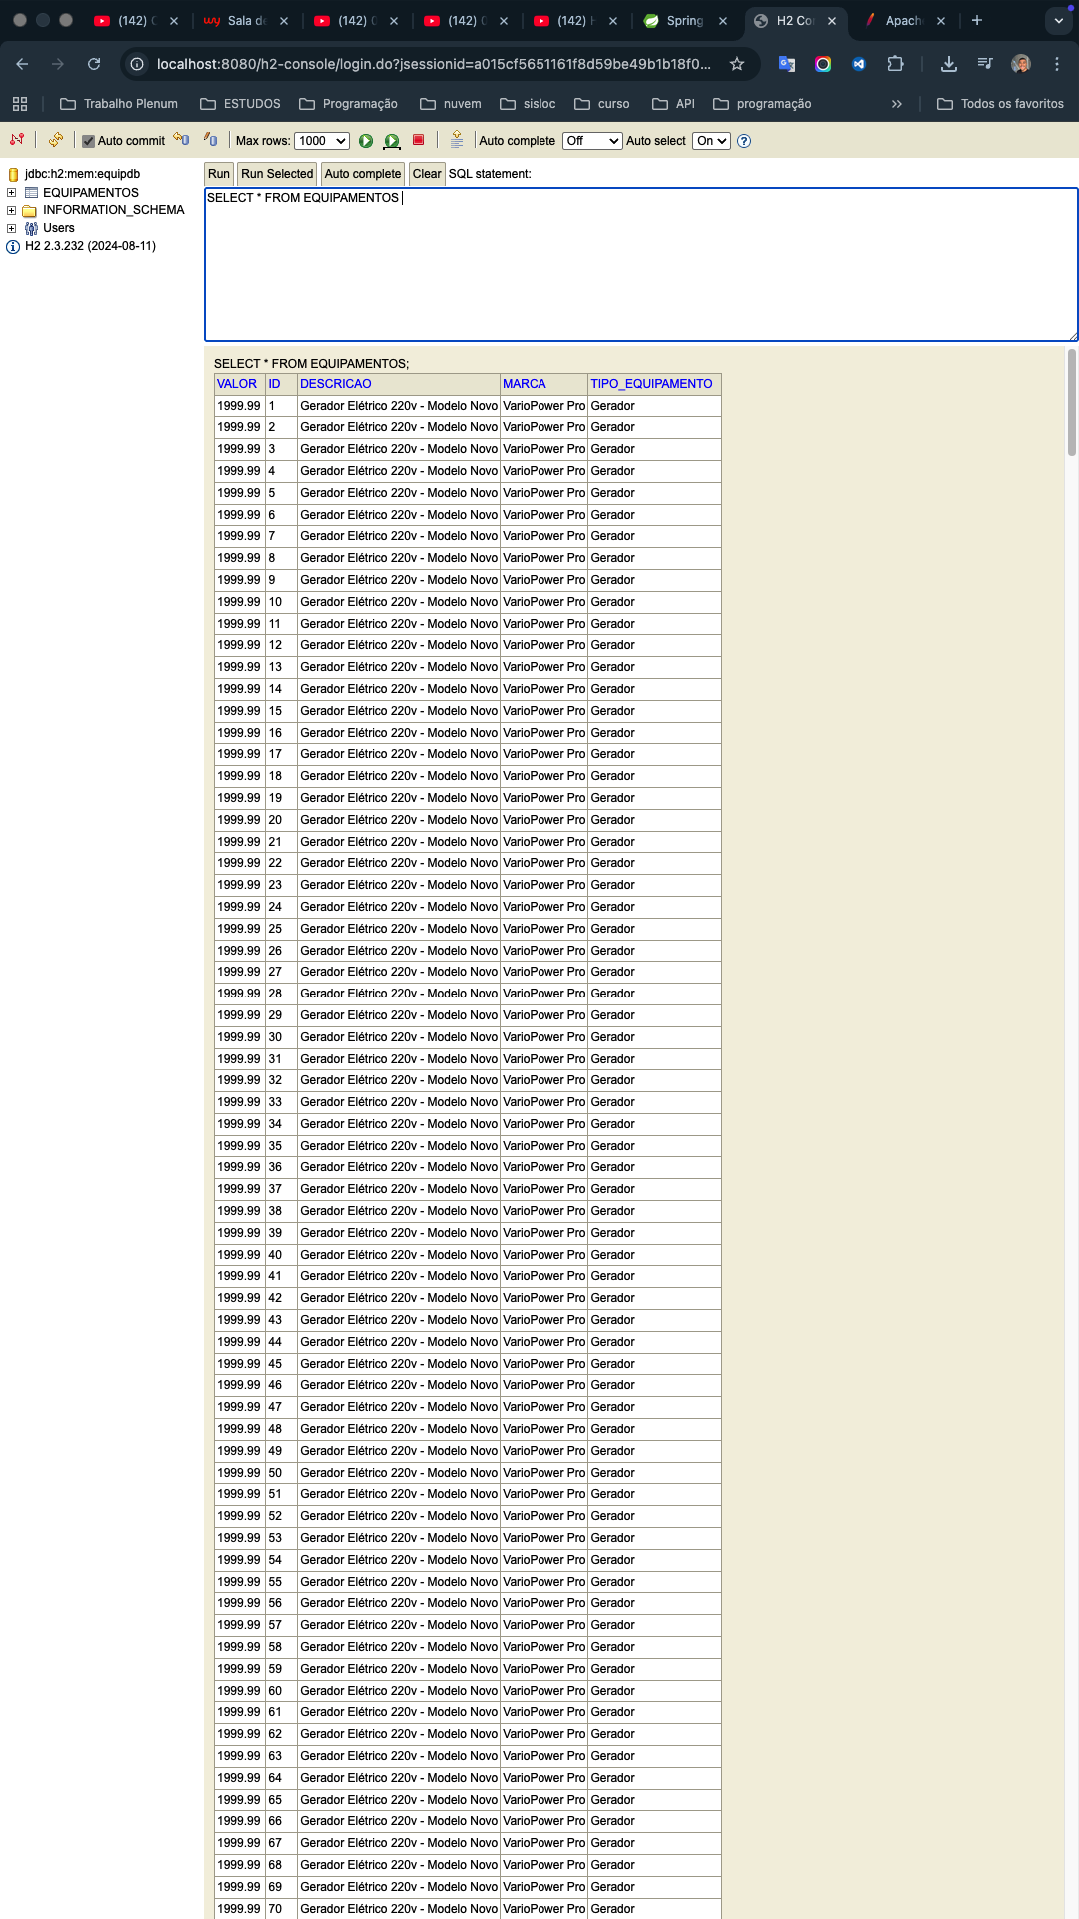 (142) C
Sala de
(142) (
(142) (
(142) H
Spring
H2 Co
Apach
localhost:8080/h2-console/login.do?jsessionid=a015cf5651161f8d59be49b1b18f0...
Trabalho Plenum ESTUDOS Programação nuvem sisloc curso API programação » Todos os favoritos
Auto commit Max rows: 1000 Auto complete Off Auto select On
jdbc:h2:mem:equipdb
EQUIPAMENTOS
INFORMATION_SCHEMA
Users
H2 2.3.232 (2024-08-11)
Run Run Selected Auto complete Clear SQL statement:
SELECT * FROM EQUIPAMENTOS
SELECT * FROM EQUIPAMENTOS;
VALOR ID DESCRICAO MARCA TIPO_EQUIPAMENTO
1999.99 1 Gerador Elétrico 220v - Modelo Novo VarioPower Pro Gerador
1999.99 2 Gerador Elétrico 220v - Modelo Novo VarioPower Pro Gerador
1999.99 3 Gerador Elétrico 220v - Modelo Novo VarioPower Pro Gerador
1999.99 4 Gerador Elétrico 220v - Modelo Novo VarioPower Pro Gerador
1999.99 5 Gerador Elétrico 220v - Modelo Novo VarioPower Pro Gerador
1999.99 6 Gerador Elétrico 220v - Modelo Novo VarioPower Pro Gerador
1999.99 7 Gerador Elétrico 220v - Modelo Novo VarioPower Pro Gerador
1999.99 8 Gerador Elétrico 220v - Modelo Novo VarioPower Pro Gerador
1999.99 9 Gerador Elétrico 220v - Modelo Novo VarioPower Pro Gerador
1999.99 10 Gerador Elétrico 220v - Modelo Novo VarioPower Pro Gerador
1999.99 11 Gerador Elétrico 220v - Modelo Novo VarioPower Pro Gerador
1999.99 12 Gerador Elétrico 220v - Modelo Novo VarioPower Pro Gerador
1999.99 13 Gerador Elétrico 220v - Modelo Novo VarioPower Pro Gerador
1999.99 14 Gerador Elétrico 220v - Modelo Novo VarioPower Pro Gerador
1999.99 15 Gerador Elétrico 220v - Modelo Novo VarioPower Pro Gerador
1999.99 16 Gerador Elétrico 220v - Modelo Novo VarioPower Pro Gerador
1999.99 17 Gerador Elétrico 220v - Modelo Novo VarioPower Pro Gerador
1999.99 18 Gerador Elétrico 220v - Modelo Novo VarioPower Pro Gerador
1999.99 19 Gerador Elétrico 220v - Modelo Novo VarioPower Pro Gerador
1999.99 20 Gerador Elétrico 220v - Modelo Novo VarioPower Pro Gerador
1999.99 21 Gerador Elétrico 220v - Modelo Novo VarioPower Pro Gerador
1999.99 22 Gerador Elétrico 220v - Modelo Novo VarioPower Pro Gerador
1999.99 23 Gerador Elétrico 220v - Modelo Novo VarioPower Pro Gerador
1999.99 24 Gerador Elétrico 220v - Modelo Novo VarioPower Pro Gerador
1999.99 25 Gerador Elétrico 220v - Modelo Novo VarioPower Pro Gerador
1999.99 26 Gerador Elétrico 220v - Modelo Novo VarioPower Pro Gerador
1999.99 27 Gerador Elétrico 220v - Modelo Novo VarioPower Pro Gerador
1999.99 28 Gerador Elétrico 220v - Modelo Novo VarioPower Pro Gerador
1999.99 29 Gerador Elétrico 220v - Modelo Novo VarioPower Pro Gerador
1999.99 30 Gerador Elétrico 220v - Modelo Novo VarioPower Pro Gerador
1999.99 31 Gerador Elétrico 220v - Modelo Novo VarioPower Pro Gerador
1999.99 32 Gerador Elétrico 220v - Modelo Novo VarioPower Pro Gerador
1999.99 33 Gerador Elétrico 220v - Modelo Novo VarioPower Pro Gerador
1999.99 34 Gerador Elétrico 220v - Modelo Novo VarioPower Pro Gerador
1999.99 35 Gerador Elétrico 220v - Modelo Novo VarioPower Pro Gerador
1999.99 36 Gerador Elétrico 220v - Modelo Novo VarioPower Pro Gerador
1999.99 37 Gerador Elétrico 220v - Modelo Novo VarioPower Pro Gerador
1999.99 38 Gerador Elétrico 220v - Modelo Novo VarioPower Pro Gerador
1999.99 39 Gerador Elétrico 220v - Modelo Novo VarioPower Pro Gerador
1999.99 40 Gerador Elétrico 220v - Modelo Novo VarioPower Pro Gerador
1999.99 41 Gerador Elétrico 220v - Modelo Novo VarioPower Pro Gerador
1999.99 42 Gerador Elétrico 220v - Modelo Novo VarioPower Pro Gerador
1999.99 43 Gerador Elétrico 220v - Modelo Novo VarioPower Pro Gerador
1999.99 44 Gerador Elétrico 220v - Modelo Novo VarioPower Pro Gerador
1999.99 45 Gerador Elétrico 220v - Modelo Novo VarioPower Pro Gerador
1999.99 46 Gerador Elétrico 220v - Modelo Novo VarioPower Pro Gerador
1999.99 47 Gerador Elétrico 220v - Modelo Novo VarioPower Pro Gerador
1999.99 48 Gerador Elétrico 220v - Modelo Novo VarioPower Pro Gerador
1999.99 49 Gerador Elétrico 220v - Modelo Novo VarioPower Pro Gerador
1999.99 50 Gerador Elétrico 220v - Modelo Novo VarioPower Pro Gerador
1999.99 51 Gerador Elétrico 220v - Modelo Novo VarioPower Pro Gerador
1999.99 52 Gerador Elétrico 220v - Modelo Novo VarioPower Pro Gerador
1999.99 53 Gerador Elétrico 220v - Modelo Novo VarioPower Pro Gerador
1999.99 54 Gerador Elétrico 220v - Modelo Novo VarioPower Pro Gerador
1999.99 55 Gerador Elétrico 220v - Modelo Novo VarioPower Pro Gerador
1999.99 56 Gerador Elétrico 220v - Modelo Novo VarioPower Pro Gerador
1999.99 57 Gerador Elétrico 220v - Modelo Novo VarioPower Pro Gerador
1999.99 58 Gerador Elétrico 220v - Modelo Novo VarioPower Pro Gerador
1999.99 59 Gerador Elétrico 220v - Modelo Novo VarioPower Pro Gerador
1999.99 60 Gerador Elétrico 220v - Modelo Novo VarioPower Pro Gerador
1999.99 61 Gerador Elétrico 220v - Modelo Novo VarioPower Pro Gerador
1999.99 62 Gerador Elétrico 220v - Modelo Novo VarioPower Pro Gerador
1999.99 63 Gerador Elétrico 220v - Modelo Novo VarioPower Pro Gerador
1999.99 64 Gerador Elétrico 220v - Modelo Novo VarioPower Pro Gerador
1999.99 65 Gerador Elétrico 220v - Modelo Novo VarioPower Pro Gerador
1999.99 66 Gerador Elétrico 220v - Modelo Novo VarioPower Pro Gerador
1999.99 67 Gerador Elétrico 220v - Modelo Novo VarioPower Pro Gerador
1999.99 68 Gerador Elétrico 220v - Modelo Novo VarioPower Pro Gerador
1999.99 69 Gerador Elétrico 220v - Modelo Novo VarioPower Pro Gerador
1999.99 70 Gerador Elétrico 220v - Modelo Novo VarioPower Pro Gerador